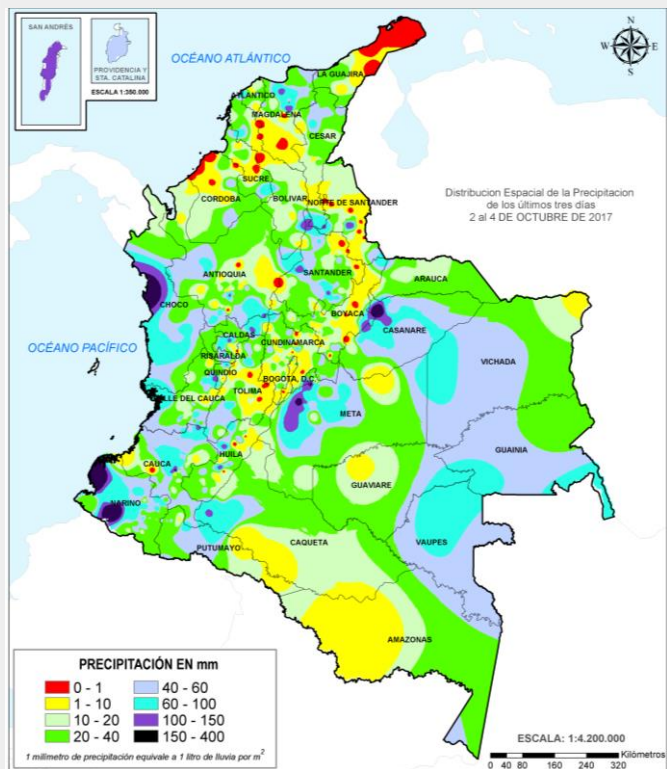 SAN ANDRÉS
PROVIDENCIA Y
STA. CATALINA
ESCALA 1:350.000
OCÉANO ATLÁNTICO
N
W
E
S
LA GUAJIRA
ATLÁNTICO
MAGDALENA
CESAR
SUCRE
CORDOBA
BOLIVAR
NORTE DE SANTANDER
Distribucion Espacial de la Precipitacion
de los últimos tres días
2 al 4 DE OCTUBRE DE 2017
ANTIOQUIA
SANTANDER
ARAUCA
CHOCO
BOYACA
CASANARE
OCÉANO PACÍFICO
CALDAS
CUNDINAMARCA
RISARALDA
VICHADA
QUINDIO
BOGOTA, D.C.
TOLIMA
VALLE DEL CAUCA
META
GUAINIA
HUILA
CAUCA
GUAVIARE
NARIÑO
CAQUETA
VAUPES
PUTUMAYO
AMAZONAS
PRECIPITACIÓN EN mm
0 - 1
40 - 60
1 - 10
60 - 100
10 - 20
100 - 150
20 - 40
150 - 400
1 milímetro de precipitación equivale a 1 litro de lluvia por m²
ESCALA: 1:4.200.000
Kilómetros
0 40 80 160 240 320